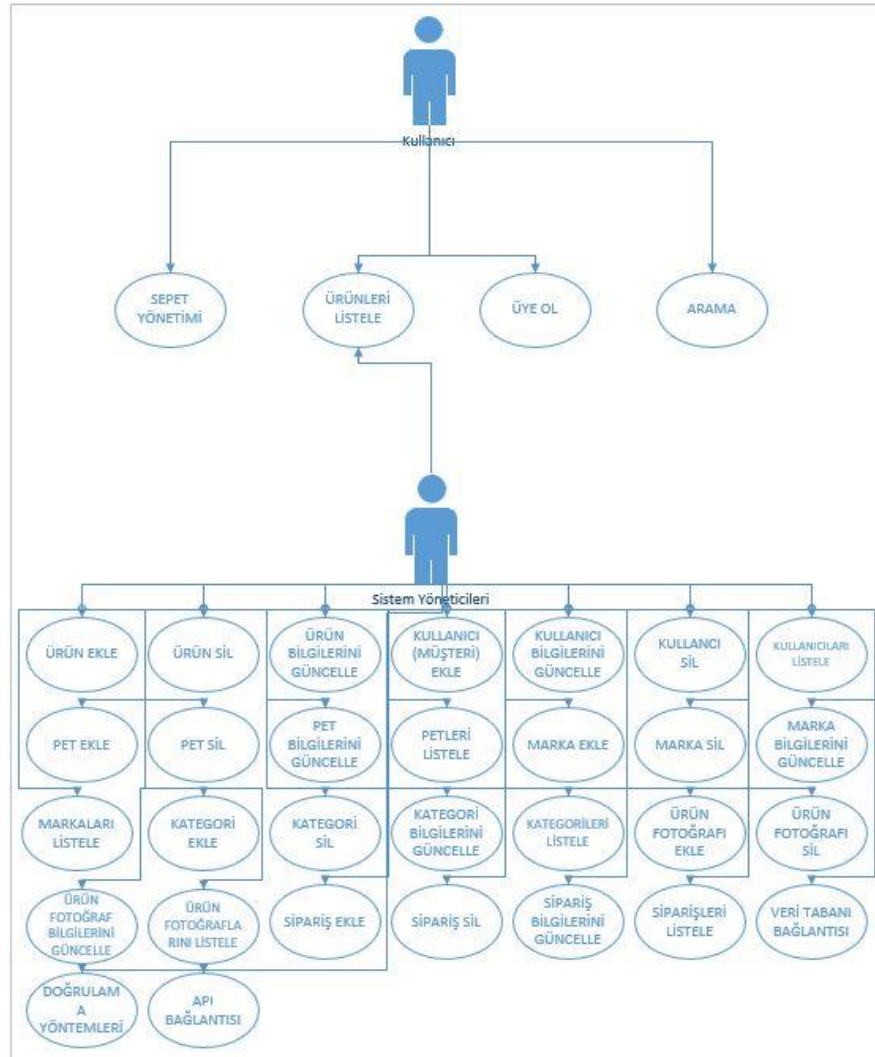 Kullanıcı
SEPET
YÖNETİMİ
ÜRÜNLERİ
LİSTELE
ÜYE OL
ARAMA
Sistem Yöneticileri
ÜRÜN EKLE
ÜRÜN SİL
ÜRÜN
BİLGİLERİNİ
GÜNCELLE
KULLANICI
(MÜŞTERİ)
EKLE
KULLANICI
BİLGİLERİNİ
GÜNCELLE
KULLANCI
SİL
KULLANICILARI
LİSTELE
PET EKLE
PET SİL
PET
BİLGİLERİNİ
GÜNCELLE
PETLERİ
LİSTELE
MARKA EKLE
MARKA SİL
MARKA
BİLGİLERİNİ
GÜNCELLE
MARKALARI
LİSTELE
KATEGORİ
EKLE
KATEGORİ
SİL
KATEGORİ
BİLGİLERİNİ
GÜNCELLE
KATEGORİLERİ
LİSTELE
ÜRÜN
FOTOĞRAFI
EKLE
ÜRÜN
FOTOĞRAFI
SİL
ÜRÜN
FOTOĞRAF
BİLGİLERİNİ
GÜNCELLE
ÜRÜN
FOTOĞRAFLA
RINI LİSTELE
SİPARİŞ EKLE
SİPARİŞ SİL
SİPARİŞ
BİLGİLERİNİ
GÜNCELLE
SİPARİŞLERİ
LİSTELE
VERİ TABANI
BAĞLANTISI
DOĞRULAM
A
YÖNTEMLERİ
API
BAĞLANTISI